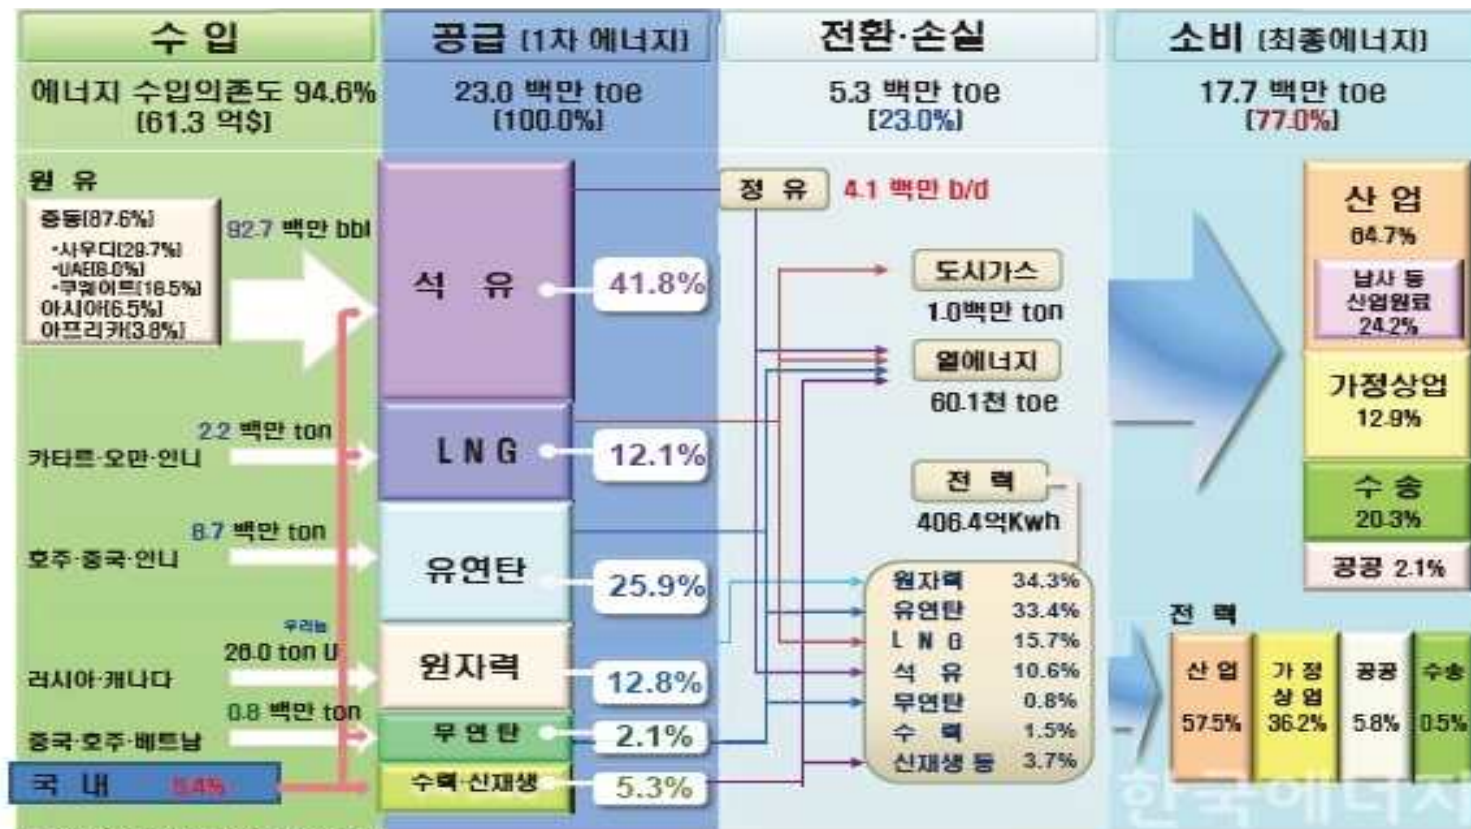 수 입
에너지 수입의존도 94.6%
[61.3 억$]
공급 [1차 에너지]
23.0 백만 toe
[100.0%]
전환·손실
5.3 백만 toe
[23.0%]
소비 [최종에너지]
17.7 백만 toe
[77.0%]
원 유
중동[87.6%]
•사우디[29.7%]
•UAE[8.0%]
•쿠웨이트[18.5%]
아시아[6.5%]
아프리카[3.8%]
92.7 백만 bbl
2.2 백만 ton
카타르·오만·인니
8.7 백만 ton
호주·중국·인니
우라늄
26.0 ton U
러시아·캐나다
0.8 백만 ton
중국·호주·베트남
국 내 5.4%
석 유
41.8%
L N G
12.1%
유연탄
25.9%
원자력
12.8%
무 연 탄
2.1%
수력·신재생
5.3%
정 유
4.1 백만 b/d
도시가스
1.0백만 ton
열에너지
60.1천 toe
전 력
406.4억Kwh
원자력 34.3%
유연탄 33.4%
L N G 15.7%
석 유 10.6%
무연탄 0.8%
수 력 1.5%
신재생 등 3.7%
산 업
64.7%
납사 등
산업원료
24.2%
가정상업
12.9%
수 송
20.3%
공공 2.1%
전 력
산 업
57.5%
가 정
상 업
36.2%
공공
5.8%
수송
0.5%
한국에너지